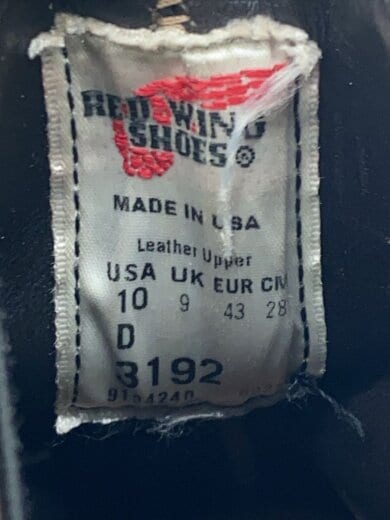 RED WING
SHOES®
MADE IN USA
Leather Upper
USA UK EUR CM
10 9 43 28
D
3192